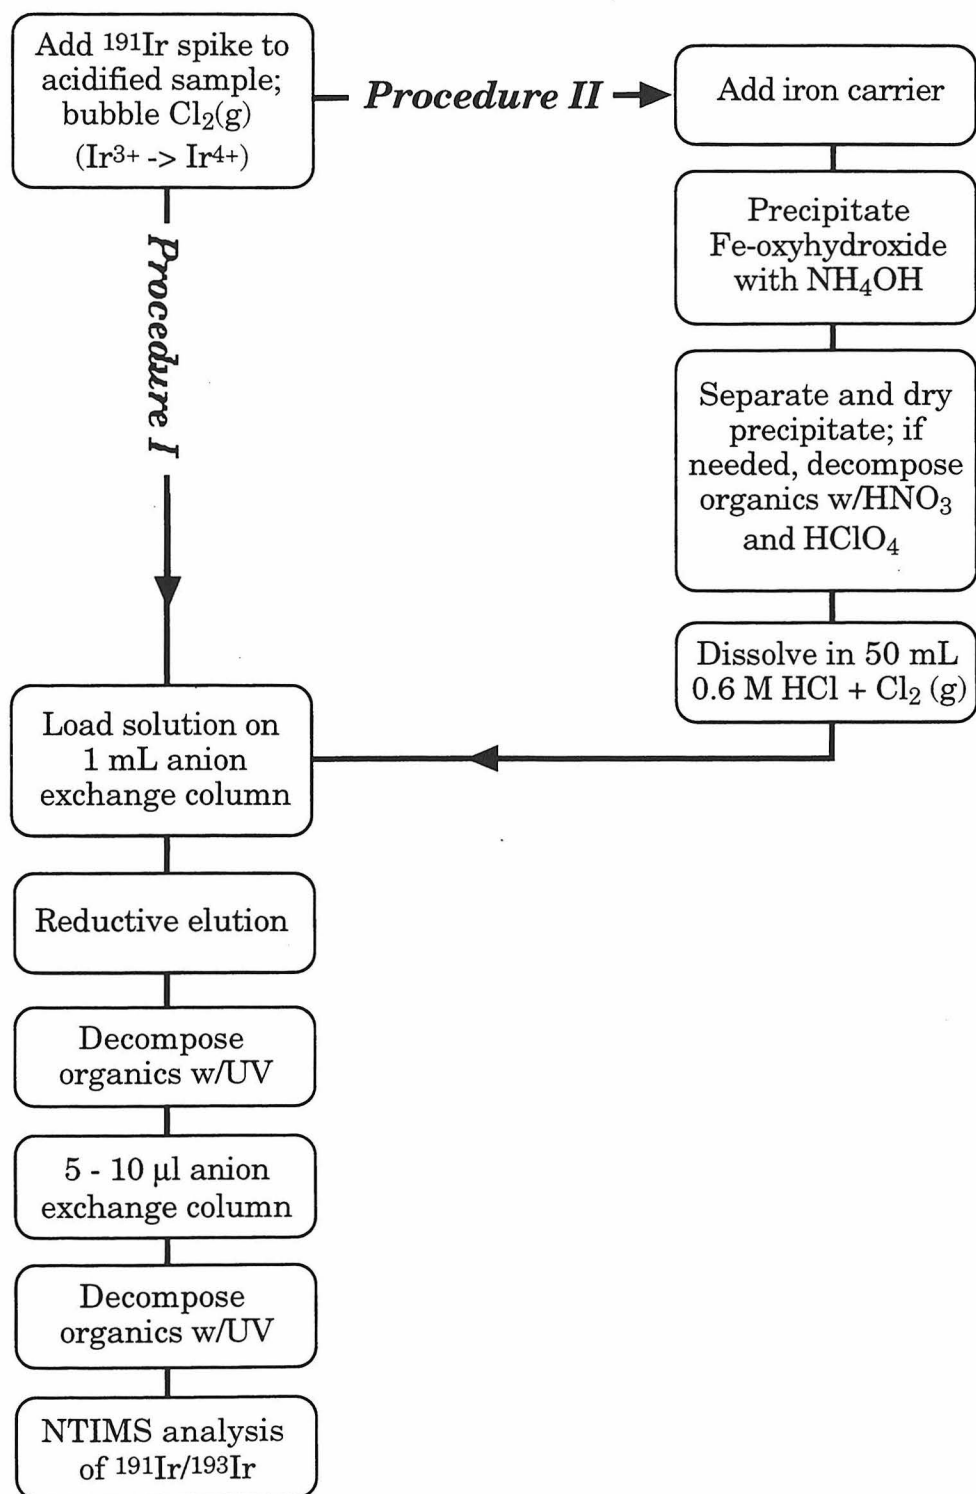 Add ¹⁹¹Ir spike to
acidified sample;
bubble Cl₂(g)
(Ir³⁺ -> Ir⁴⁺)
Procedure II
Add iron carrier
Precipitate
Fe-oxyhydroxide
with NH₄OH
Separate and dry
precipitate; if
needed, decompose
organics w/HNO₃
and HClO₄
Dissolve in 50 mL
0.6 M HCl + Cl₂ (g)
Procedure I
Load solution on
1 mL anion
exchange column
Reductive elution
Decompose
organics w/UV
5 - 10 µl anion
exchange column
Decompose
organics w/UV
NTIMS analysis
of ¹⁹¹Ir/¹⁹³Ir